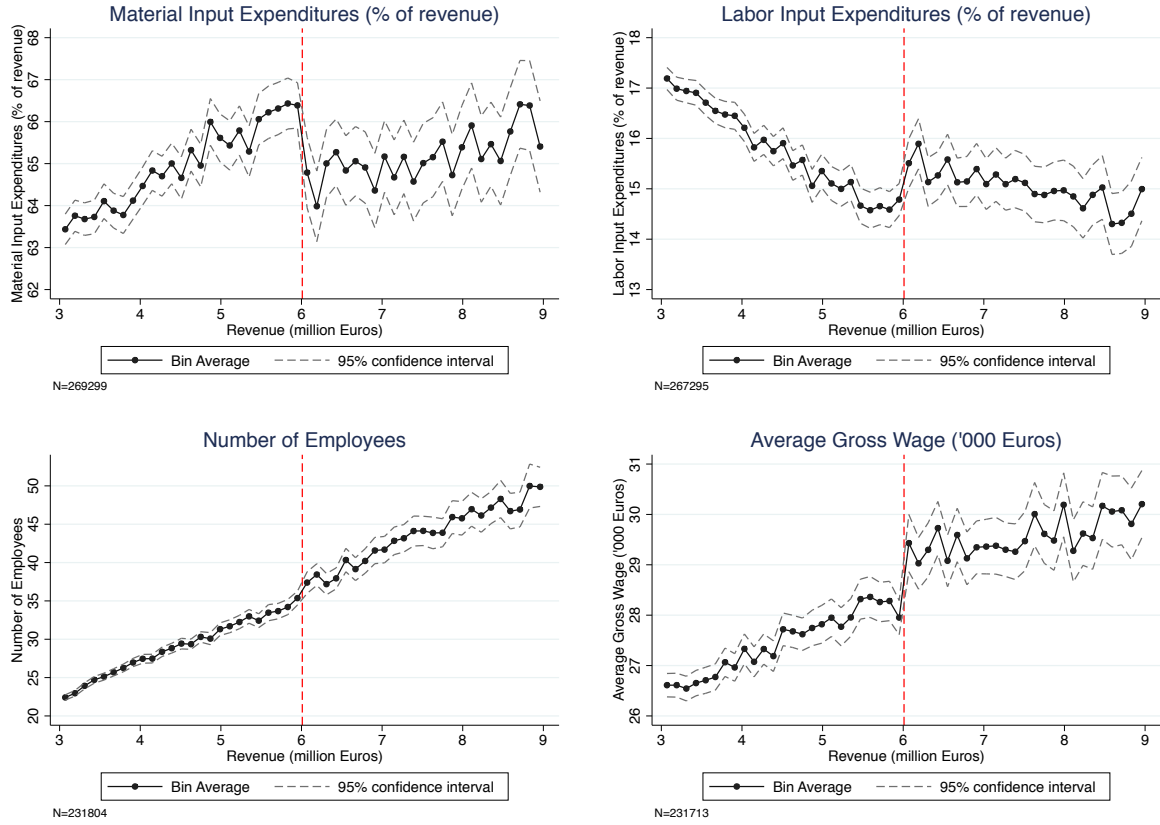 Material Input Expenditures (% of revenue)
Material Input Expenditures (% of revenue)
68
67
66
65
64
63
62
3 4 5 6 7 8 9
Revenue (million Euros)
Bin Average 95% confidence interval
N=269299
Labor Input Expenditures (% of revenue)
Labor Input Expenditures (% of revenue)
18
17
16
15
14
13
3 4 5 6 7 8 9
Revenue (million Euros)
Bin Average 95% confidence interval
N=267295
Number of Employees
Number of Employees
50
45
40
35
30
25
20
3 4 5 6 7 8 9
Revenue (million Euros)
Bin Average 95% confidence interval
N=231804
Average Gross Wage ('000 Euros)
Average Gross Wage ('000 Euros)
31
30
29
28
27
26
3 4 5 6 7 8 9
Revenue (million Euros)
Bin Average 95% confidence interval
N=231713